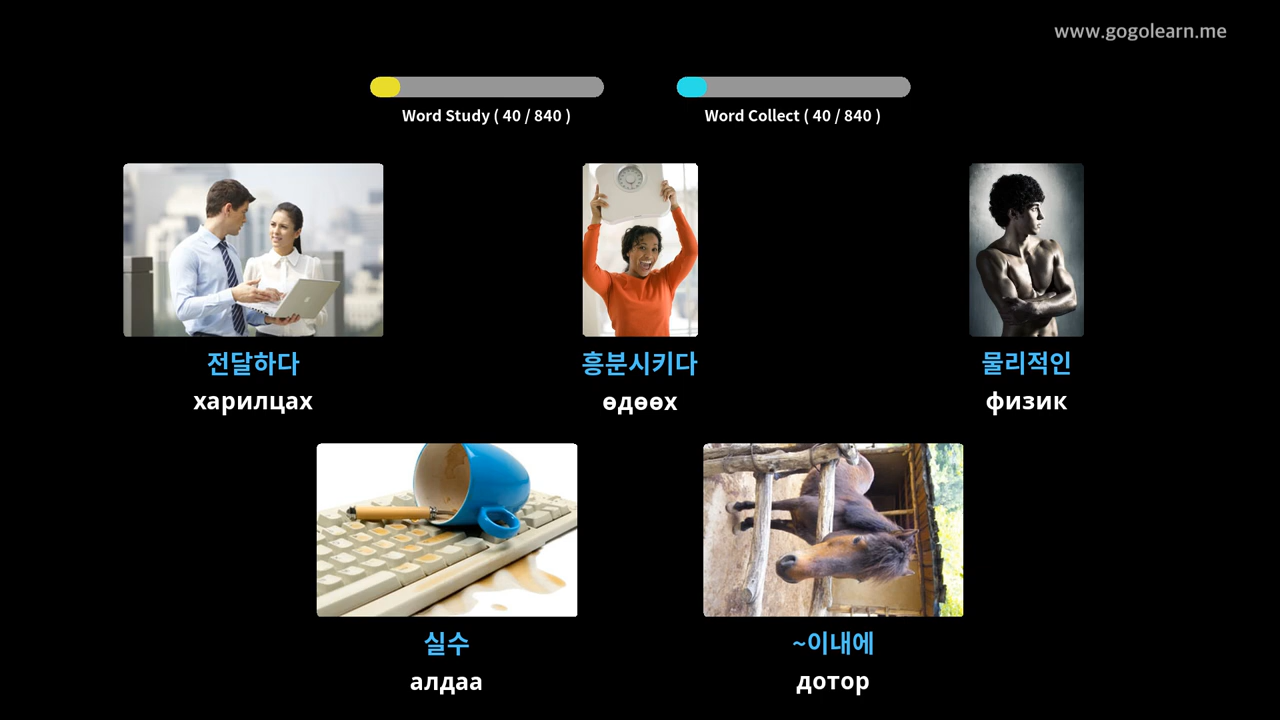 www.gogolearn.me
Word Study ( 40 / 840 )
Word Collect ( 40 / 840 )
전달하다
харилцах
흥분시키다
өдөөх
물리적인
физик
실수
алдаа
~이내에
дотор